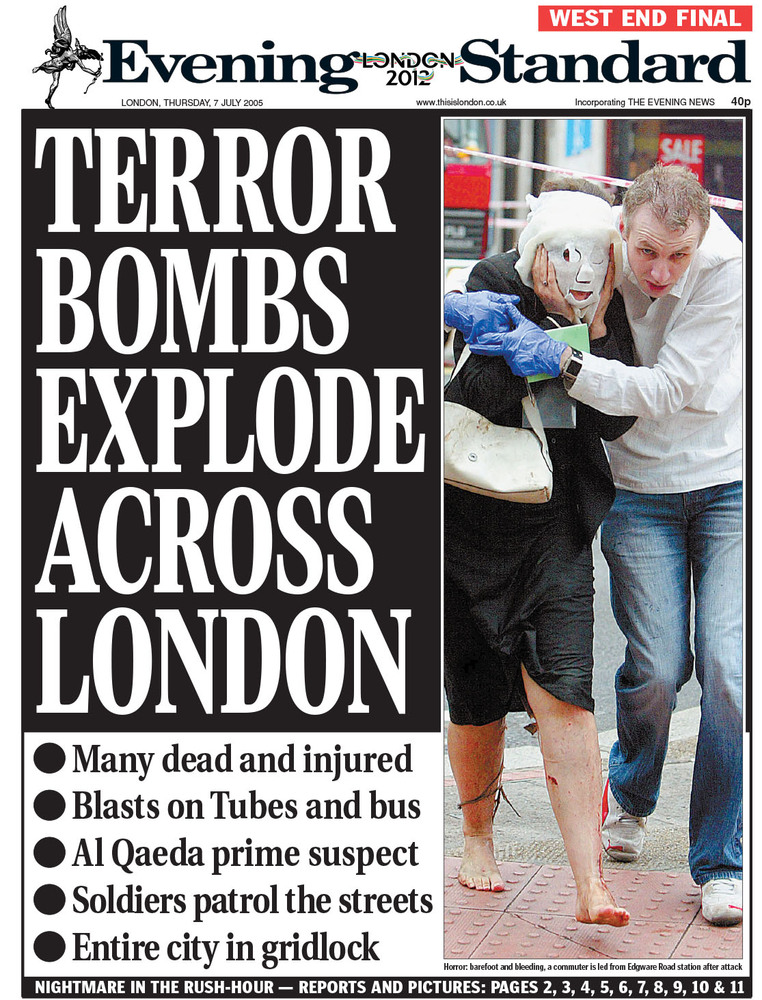 WEST END FINAL
Evening LONDON 2012 Standard
LONDON, THURSDAY, 7 JULY 2005 www.thisislondon.co.uk Incorporating THE EVENING NEWS 40p
TERROR
BOMBS
EXPLODE
ACROSS
LONDON
SALE
● Many dead and injured
● Blasts on Tubes and bus
● Al Qaeda prime suspect
● Soldiers patrol the streets
● Entire city in gridlock
Horror: barefoot and bleeding, a commuter is led from Edgware Road station after attack
NIGHTMARE IN THE RUSH-HOUR — REPORTS AND PICTURES: PAGES 2, 3, 4, 5, 6, 7, 8, 9, 10 & 11